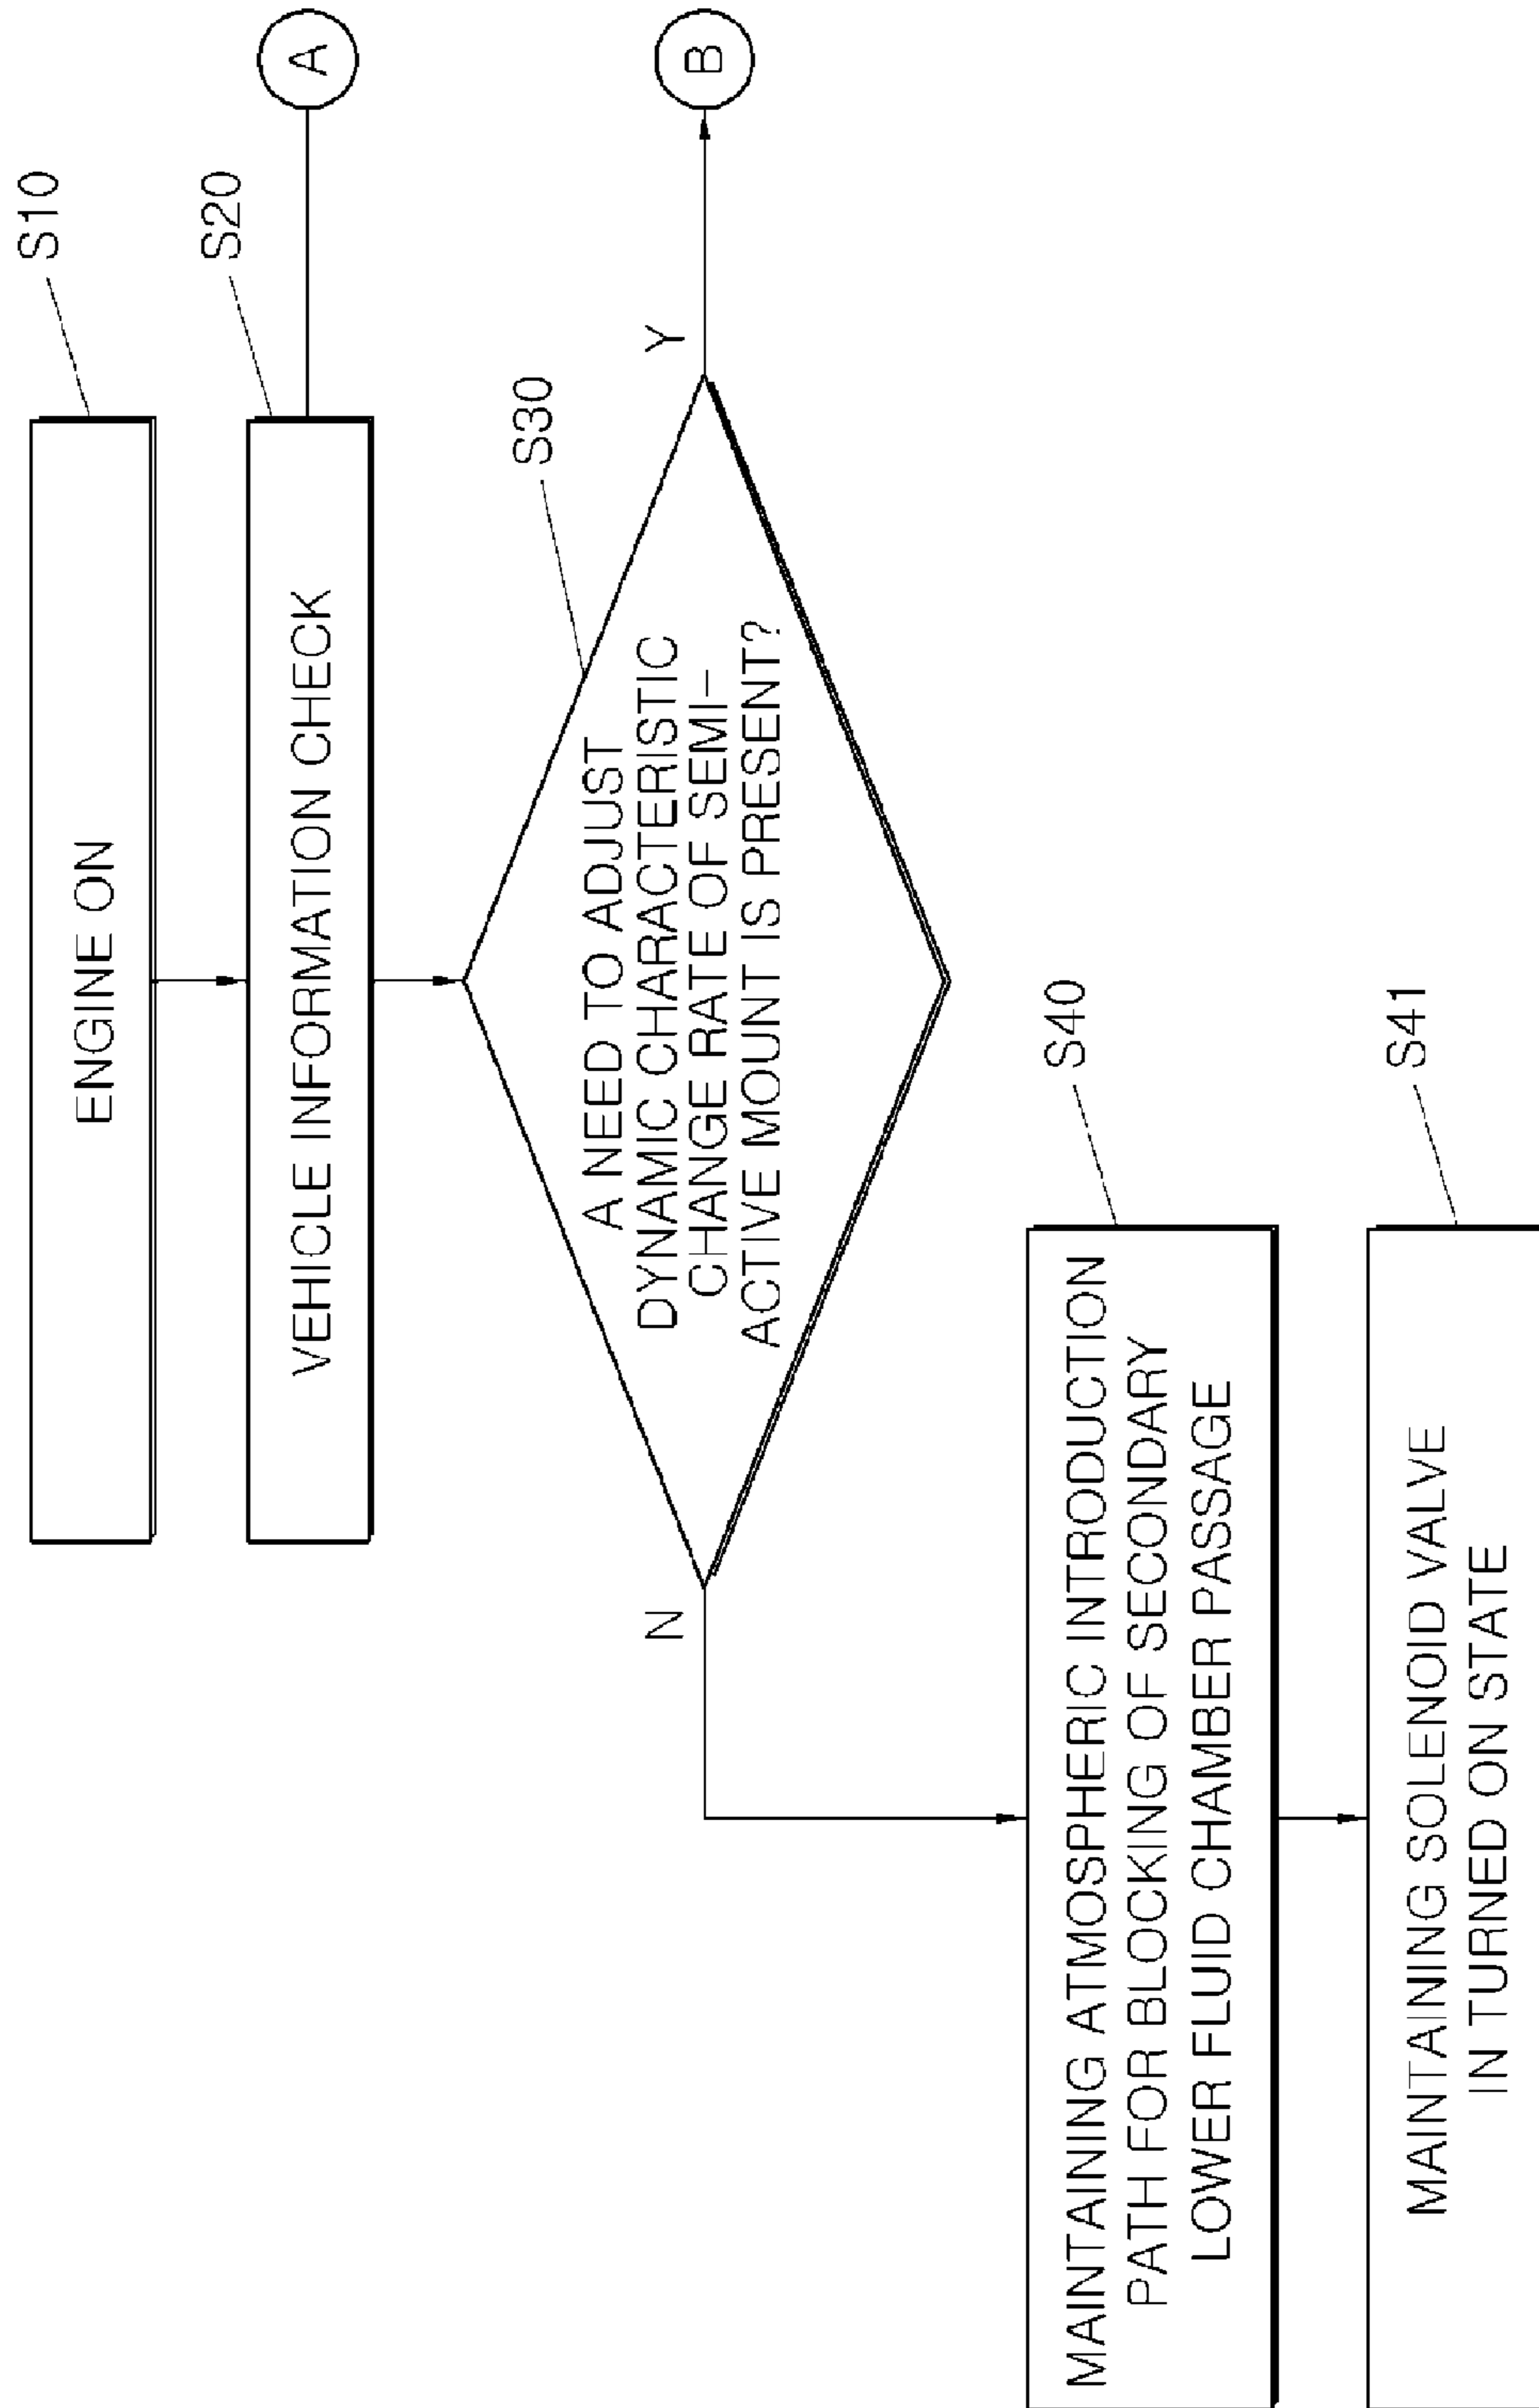 ENGINE ON
S10
VEHICLE INFORMATION CHECK
S20
A
A NEED TO ADJUST
DYNAMIC CHARACTERISTIC
CHANGE RATE OF SEMI-
ACTIVE MOUNT IS PRESENT?
S30
Y
B
N
MAINTAINING ATMOSPHERIC INTRODUCTION
PATH FOR BLOCKING OF SECONDARY
LOWER FLUID CHAMBER PASSAGE
S40
MAINTAINING SOLENOID VALVE
IN TURNED ON STATE
S41